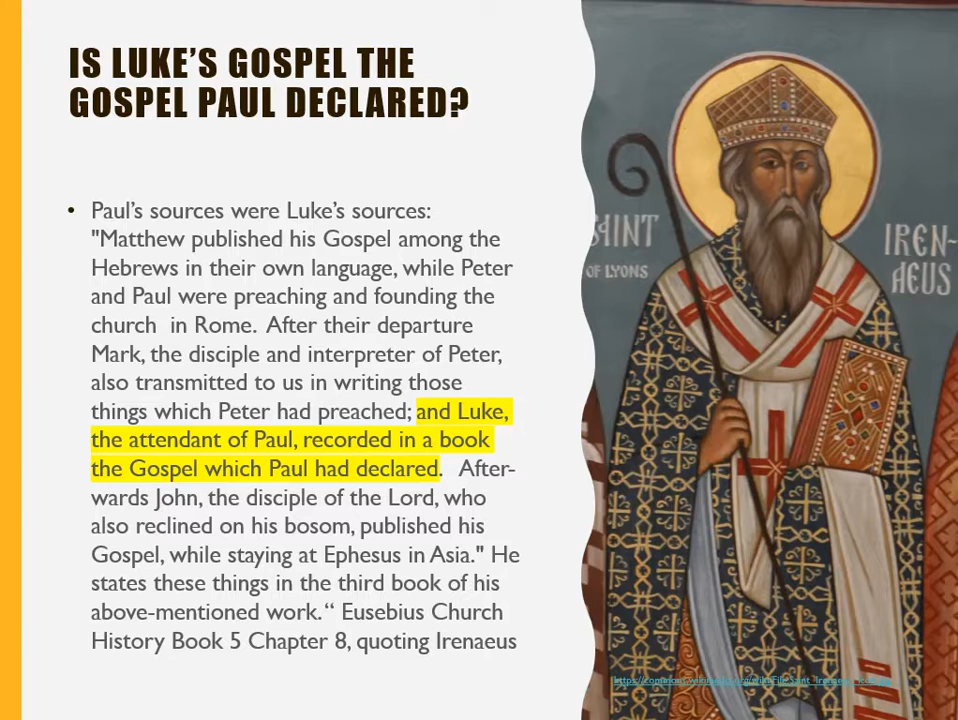 IS LUKE’S GOSPEL THE
GOSPEL PAUL DECLARED?
• Paul’s sources were Luke’s sources:
"Matthew published his Gospel among the
Hebrews in their own language, while Peter
and Paul were preaching and founding the
church in Rome. After their departure
Mark, the disciple and interpreter of Peter,
also transmitted to us in writing those
things which Peter had preached; and Luke,
the attendant of Paul, recorded in a book
the Gospel which Paul had declared. After-
wards John, the disciple of the Lord, who
also reclined on his bosom, published his
Gospel, while staying at Ephesus in Asia." He
states these things in the third book of his
above-mentioned work.“ Eusebius Church
History Book 5 Chapter 8, quoting Irenaeus
SAINT
OF LYONS
IREN-
AEUS